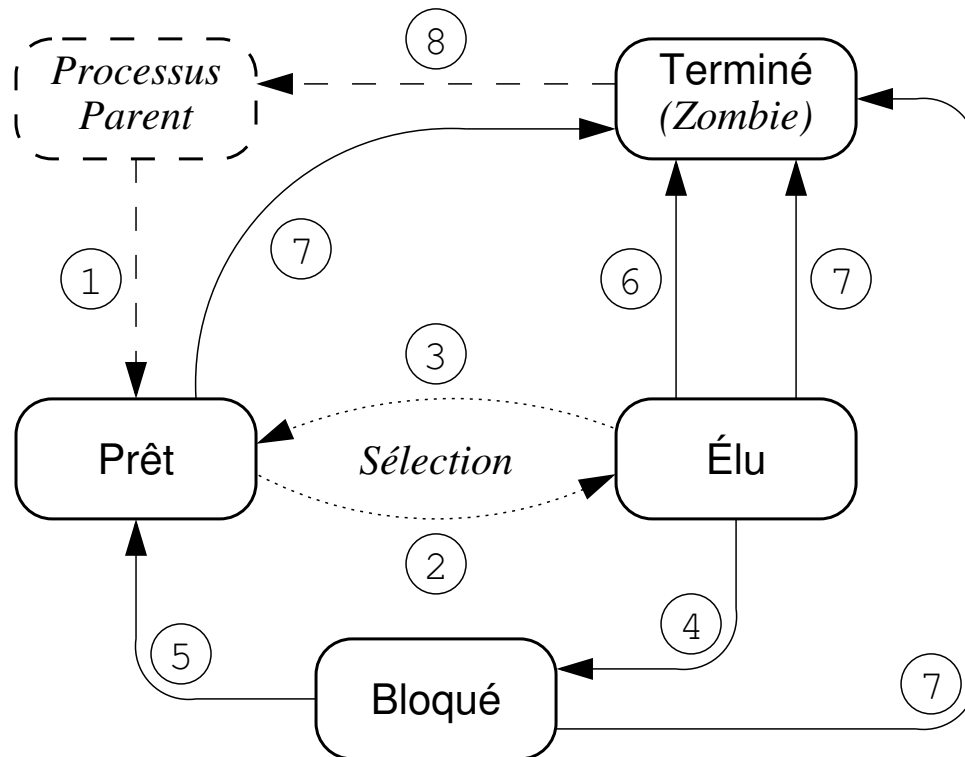 8
Processus
Parent
Terminé
(Zombie)
1
7
6
7
3
Prêt
Sélection
Élu
2
5
4
Bloqué
7